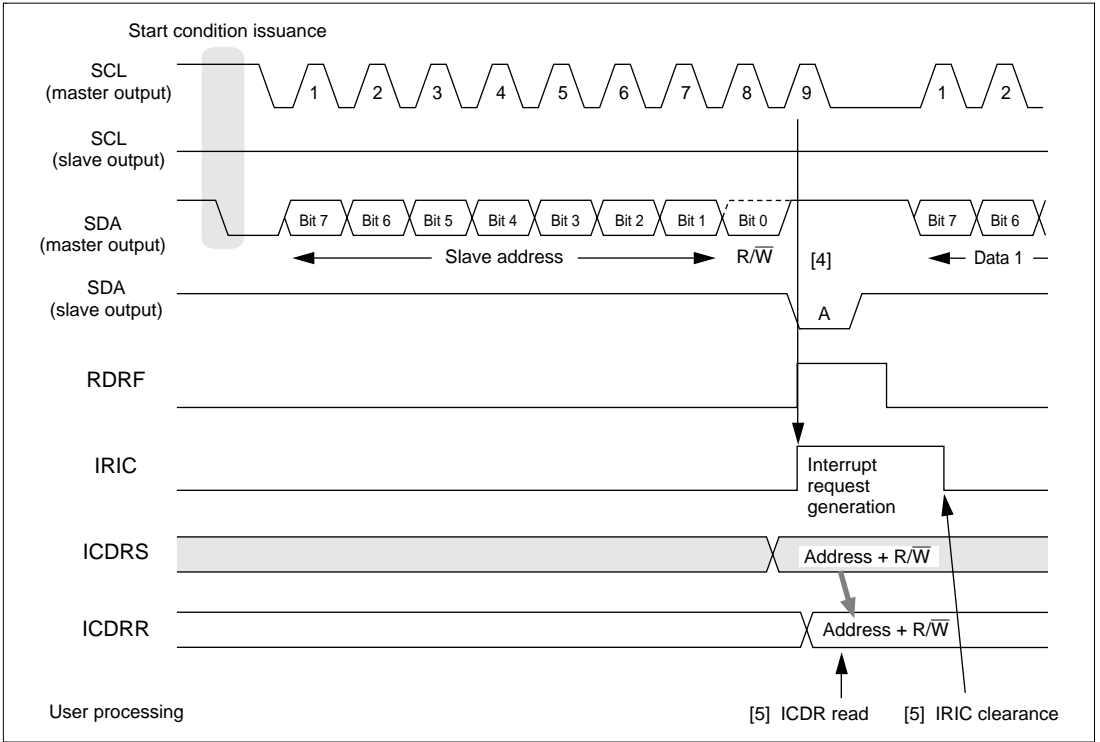 Start condition issuance
SCL
(master output)
1 2 3 4 5 6 7 8 9 1 2
SCL
(slave output)
SDA
(master output)
Bit 7 Bit 6 Bit 5 Bit 4 Bit 3 Bit 2 Bit 1 Bit 0 Bit 7 Bit 6
Slave address R/W̅ [4] Data 1
SDA
(slave output)
A
RDRF
IRIC
Interrupt
request
generation
ICDRS
Address + R/W̅
ICDRR
Address + R/W̅
User processing
[5] ICDR read
[5] IRIC clearance